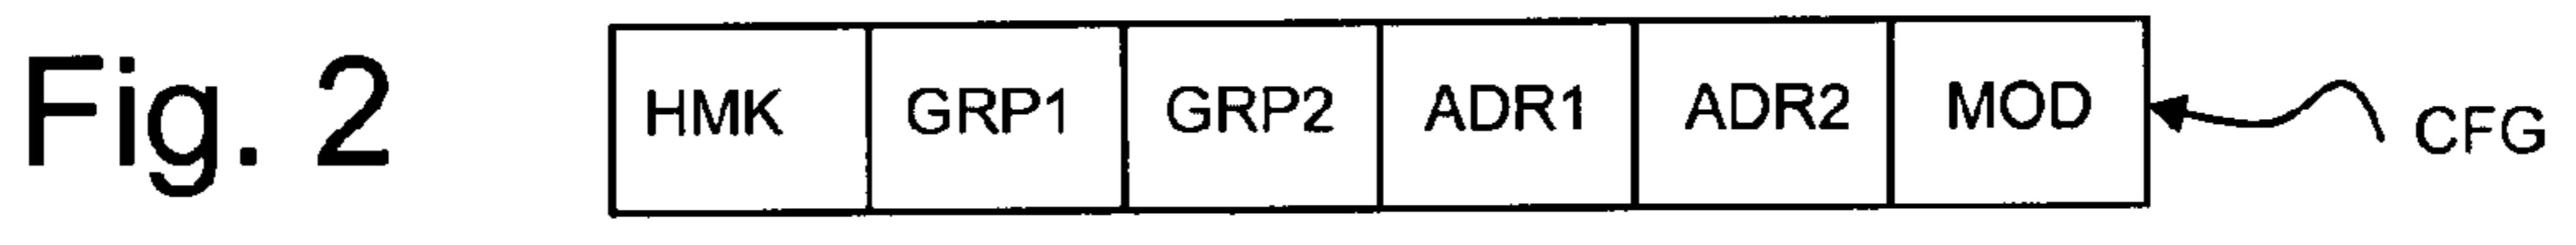 Fig. 2 HMK GRP1 GRP2 ADR1 ADR2 MOD CFG